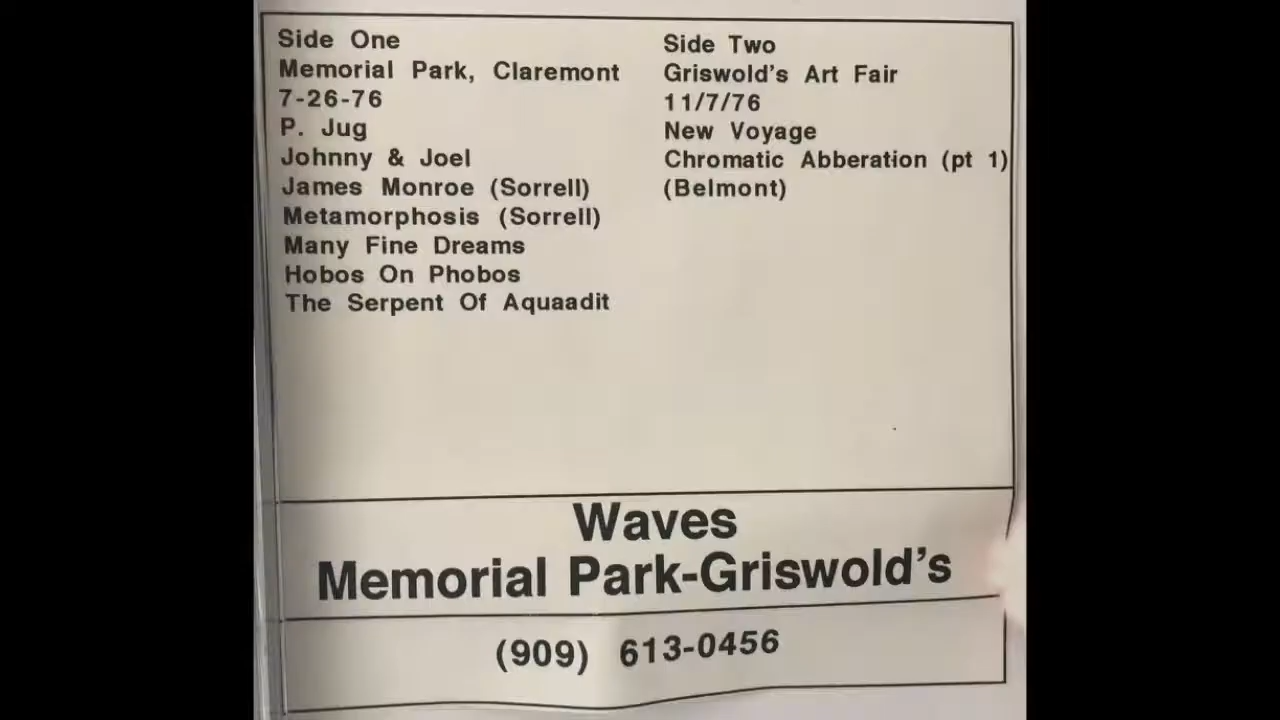 Side One
Memorial Park, Claremont
7-26-76
P. Jug
Johnny & Joel
James Monroe (Sorrell)
Metamorphosis (Sorrell)
Many Fine Dreams
Hobos On Phobos
The Serpent Of Aquaadit
Side Two
Griswold's Art Fair
11/7/76
New Voyage
Chromatic Abberation (pt 1)
(Belmont)
Waves
Memorial Park-Griswold's
(909) 613-0456